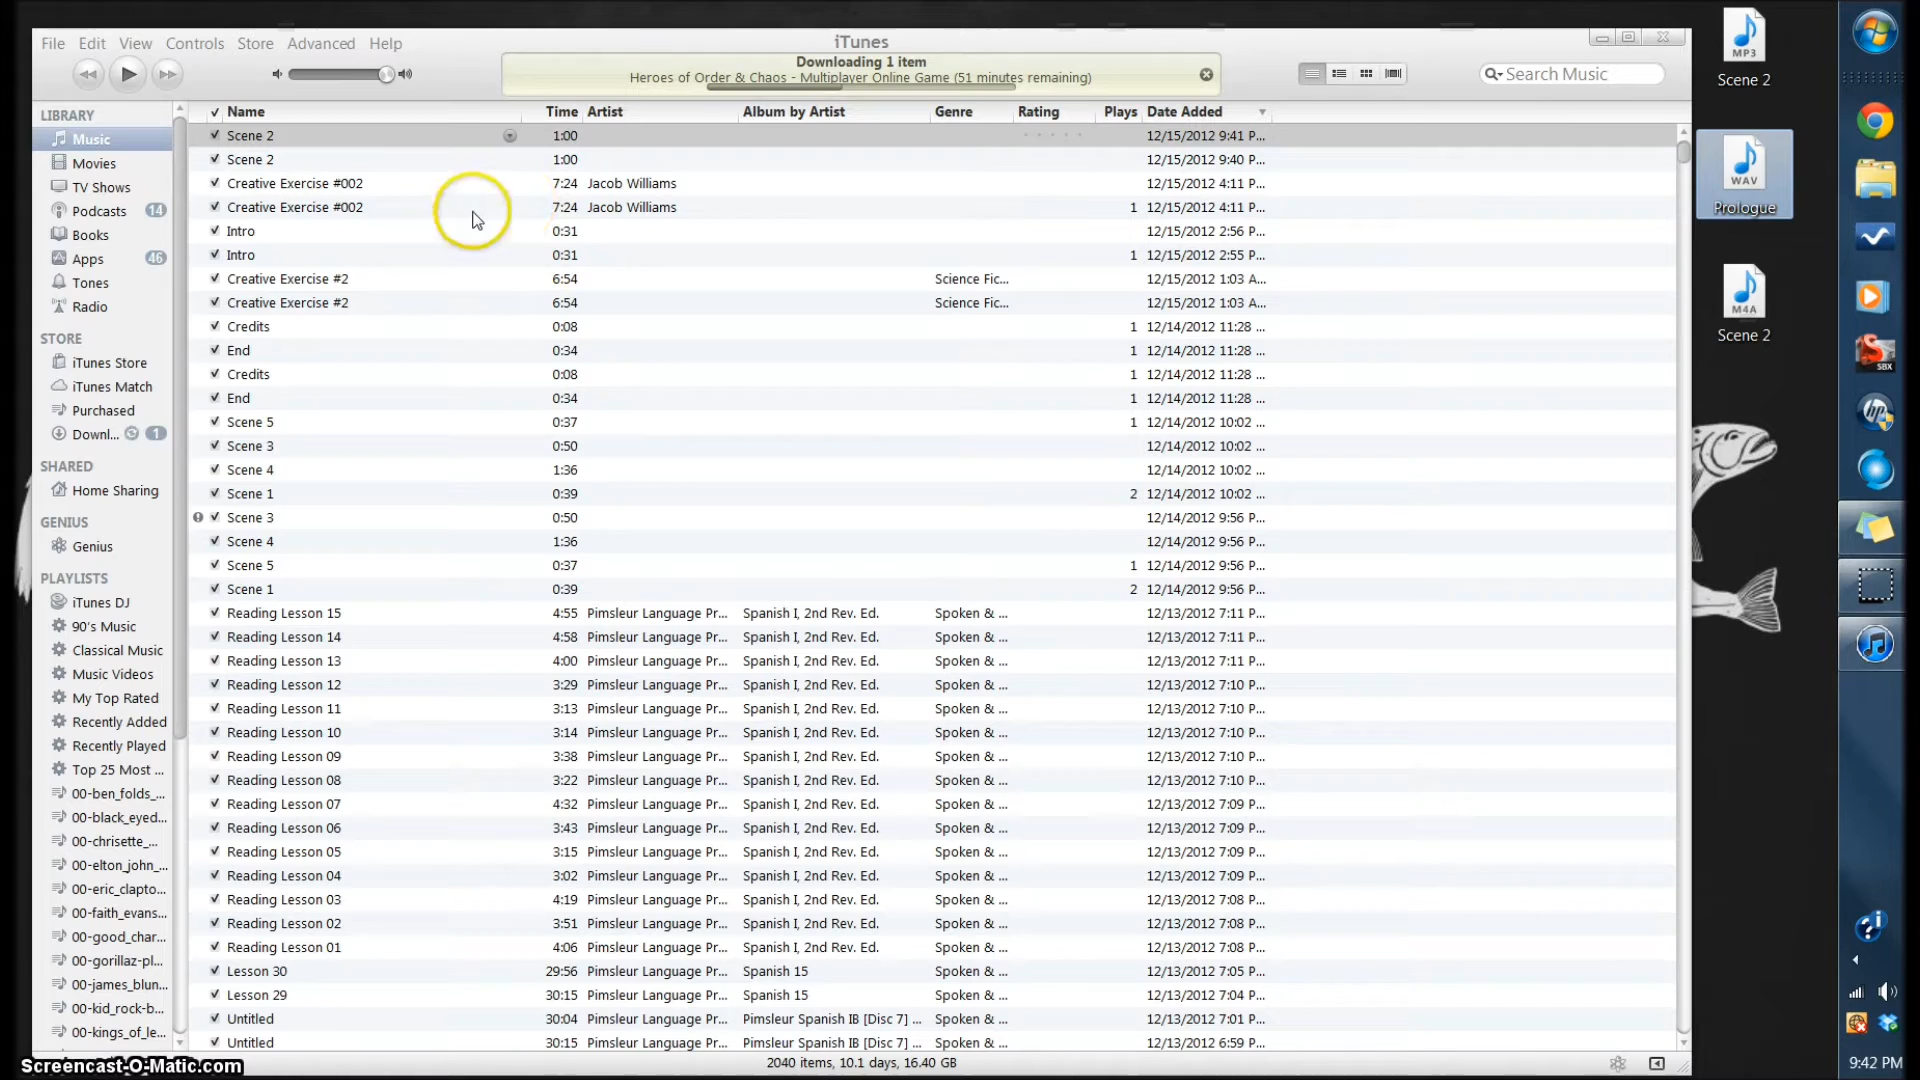 File Edit View Controls Store Advanced Help
iTunes
Downloading 1 item
Heroes of Order & Chaos - Multiplayer Online Game (51 minutes remaining)
Search Music
LIBRARY
Music
Movies
TV Shows
Podcasts 14
Books
Apps 46
Tones
Radio
STORE
iTunes Store
iTunes Match
Purchased
Downl... 1
SHARED
Home Sharing
GENIUS
Genius
PLAYLISTS
iTunes DJ
90's Music
Classical Music
Music Videos
My Top Rated
Recently Added
Recently Played
Top 25 Most ...
00-ben_folds_...
00-black_eyed...
00-chrisette_...
00-elton_john_...
00-eric_clapto...
00-faith_evans...
00-good_char...
00-gorillaz-pl...
00-james_blun...
00-kid_rock-b...
00-kings_of_le...
Name Time Artist Album by Artist Genre Rating Plays Date Added
Scene 2 1:00 12/15/2012 9:41 P...
Scene 2 1:00 12/15/2012 9:40 P...
Creative Exercise #002 7:24 Jacob Williams 12/15/2012 4:11 P...
Creative Exercise #002 7:24 Jacob Williams 1 12/15/2012 4:11 P...
Intro 0:31 12/15/2012 2:56 P...
Intro 0:31 1 12/15/2012 2:55 P...
Creative Exercise #2 6:54 Science Fic... 12/15/2012 1:03 A...
Creative Exercise #2 6:54 Science Fic... 12/15/2012 1:03 A...
Credits 0:08 1 12/14/2012 11:28 ...
End 0:34 1 12/14/2012 11:28 ...
Credits 0:08 1 12/14/2012 11:28 ...
End 0:34 1 12/14/2012 11:28 ...
Scene 5 0:37 1 12/14/2012 10:02 ...
Scene 3 0:50 12/14/2012 10:02 ...
Scene 4 1:36 12/14/2012 10:02 ...
Scene 1 0:39 2 12/14/2012 10:02 ...
Scene 3 0:50 12/14/2012 9:56 P...
Scene 4 1:36 12/14/2012 9:56 P...
Scene 5 0:37 1 12/14/2012 9:56 P...
Scene 1 0:39 2 12/14/2012 9:56 P...
Reading Lesson 15 4:55 Pimsleur Language Pr... Spanish I, 2nd Rev. Ed. Spoken & ... 12/13/2012 7:11 P...
Reading Lesson 14 4:58 Pimsleur Language Pr... Spanish I, 2nd Rev. Ed. Spoken & ... 12/13/2012 7:11 P...
Reading Lesson 13 4:00 Pimsleur Language Pr... Spanish I, 2nd Rev. Ed. Spoken & ... 12/13/2012 7:11 P...
Reading Lesson 12 3:29 Pimsleur Language Pr... Spanish I, 2nd Rev. Ed. Spoken & ... 12/13/2012 7:10 P...
Reading Lesson 11 3:13 Pimsleur Language Pr... Spanish I, 2nd Rev. Ed. Spoken & ... 12/13/2012 7:10 P...
Reading Lesson 10 3:14 Pimsleur Language Pr... Spanish I, 2nd Rev. Ed. Spoken & ... 12/13/2012 7:10 P...
Reading Lesson 09 3:38 Pimsleur Language Pr... Spanish I, 2nd Rev. Ed. Spoken & ... 12/13/2012 7:10 P...
Reading Lesson 08 3:22 Pimsleur Language Pr... Spanish I, 2nd Rev. Ed. Spoken & ... 12/13/2012 7:10 P...
Reading Lesson 07 4:32 Pimsleur Language Pr... Spanish I, 2nd Rev. Ed. Spoken & ... 12/13/2012 7:09 P...
Reading Lesson 06 3:43 Pimsleur Language Pr... Spanish I, 2nd Rev. Ed. Spoken & ... 12/13/2012 7:09 P...
Reading Lesson 05 3:15 Pimsleur Language Pr... Spanish I, 2nd Rev. Ed. Spoken & ... 12/13/2012 7:09 P...
Reading Lesson 04 3:02 Pimsleur Language Pr... Spanish I, 2nd Rev. Ed. Spoken & ... 12/13/2012 7:09 P...
Reading Lesson 03 4:19 Pimsleur Language Pr... Spanish I, 2nd Rev. Ed. Spoken & ... 12/13/2012 7:08 P...
Reading Lesson 02 3:51 Pimsleur Language Pr... Spanish I, 2nd Rev. Ed. Spoken & ... 12/13/2012 7:08 P...
Reading Lesson 01 4:06 Pimsleur Language Pr... Spanish I, 2nd Rev. Ed. Spoken & ... 12/13/2012 7:08 P...
Lesson 30 29:56 Pimsleur Language Pr... Spanish 15 Spoken & ... 12/13/2012 7:05 P...
Lesson 29 30:15 Pimsleur Language Pr... Spanish 15 Spoken & ... 12/13/2012 7:04 P...
Untitled 30:04 Pimsleur Language Pr... Pimsleur Spanish IB [Disc 7] ... Spoken & ... 12/13/2012 7:01 P...
Untitled 30:15 Pimsleur Language Pr... Pimsleur Spanish IB [Disc 7] ... Spoken & ... 12/13/2012 6:59 P...
2040 items, 10.1 days, 16.40 GB
MP3
Scene 2
WAV
Prologue
M4A
Scene 2
SBX
hp
9:42 PM
Screencast-O-Matic.com